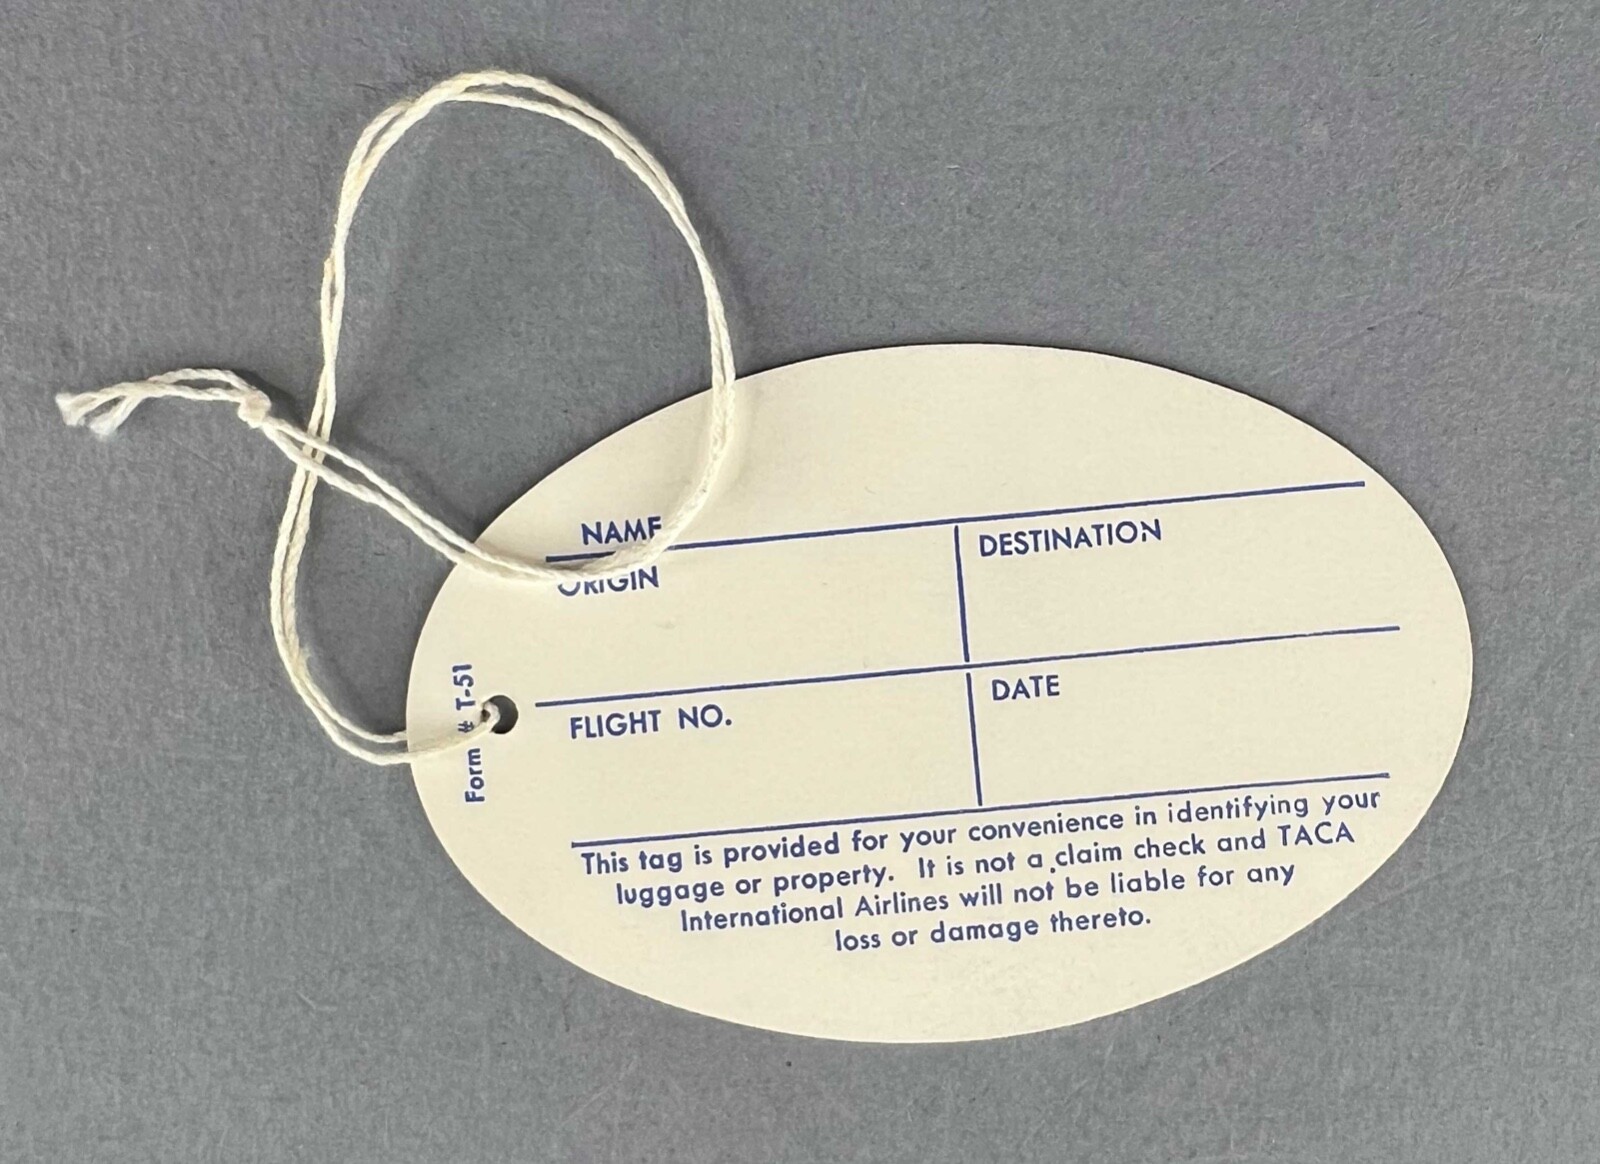 NAME
ORIGIN
DESTINATION
FLIGHT NO.
DATE
Form # T-51
This tag is provided for your convenience in identifying your
luggage or property. It is not a claim check and TACA
International Airlines will not be liable for any
loss or damage thereto.